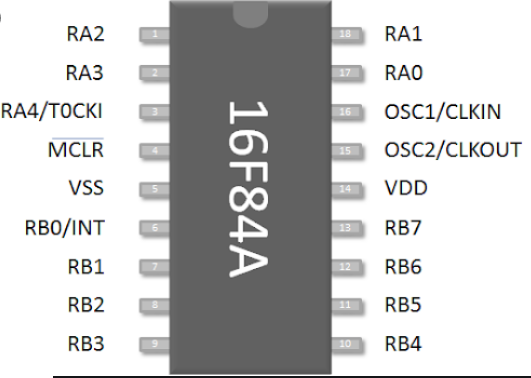 RA2 1 18 RA1
RA3 2 17 RA0
RA4/T0CKI 3 16 OSC1/CLKIN
MCLR 4 15 OSC2/CLKOUT
VSS 5 14 VDD
RB0/INT 6 13 RB7
RB1 7 12 RB6
RB2 8 11 RB5
RB3 9 10 RB4
16F84A